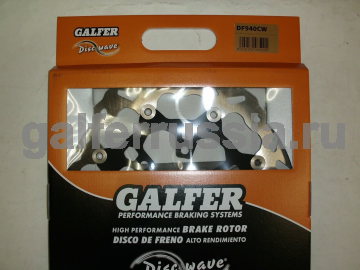 GALFER
Disc wave
DF940CW
galferrussia.ru
GALFER
PERFORMANCE BRAKING SYSTEMS
HIGH PERFORMANCE BRAKE ROTOR
DISCO DE FRENO ALTO RENDIMIENTO
Disc wave